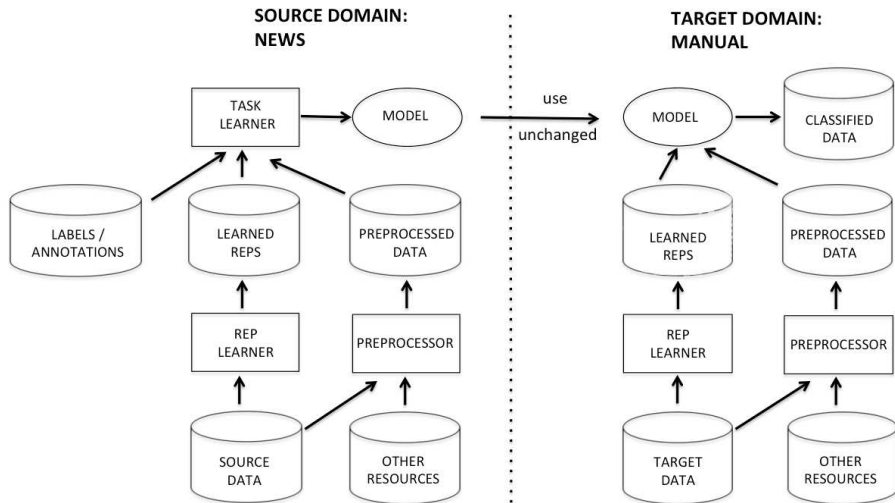 SOURCE DOMAIN:
NEWS
TARGET DOMAIN:
MANUAL
TASK
LEARNER
MODEL
use
unchanged
MODEL
CLASSIFIED
DATA
LABELS /
ANNOTATIONS
LEARNED
REPS
PREPROCESSED
DATA
LEARNED
REPS
PREPROCESSED
DATA
REP
LEARNER
PREPROCESSOR
REP
LEARNER
PREPROCESSOR
SOURCE
DATA
OTHER
RESOURCES
TARGET
DATA
OTHER
RESOURCES